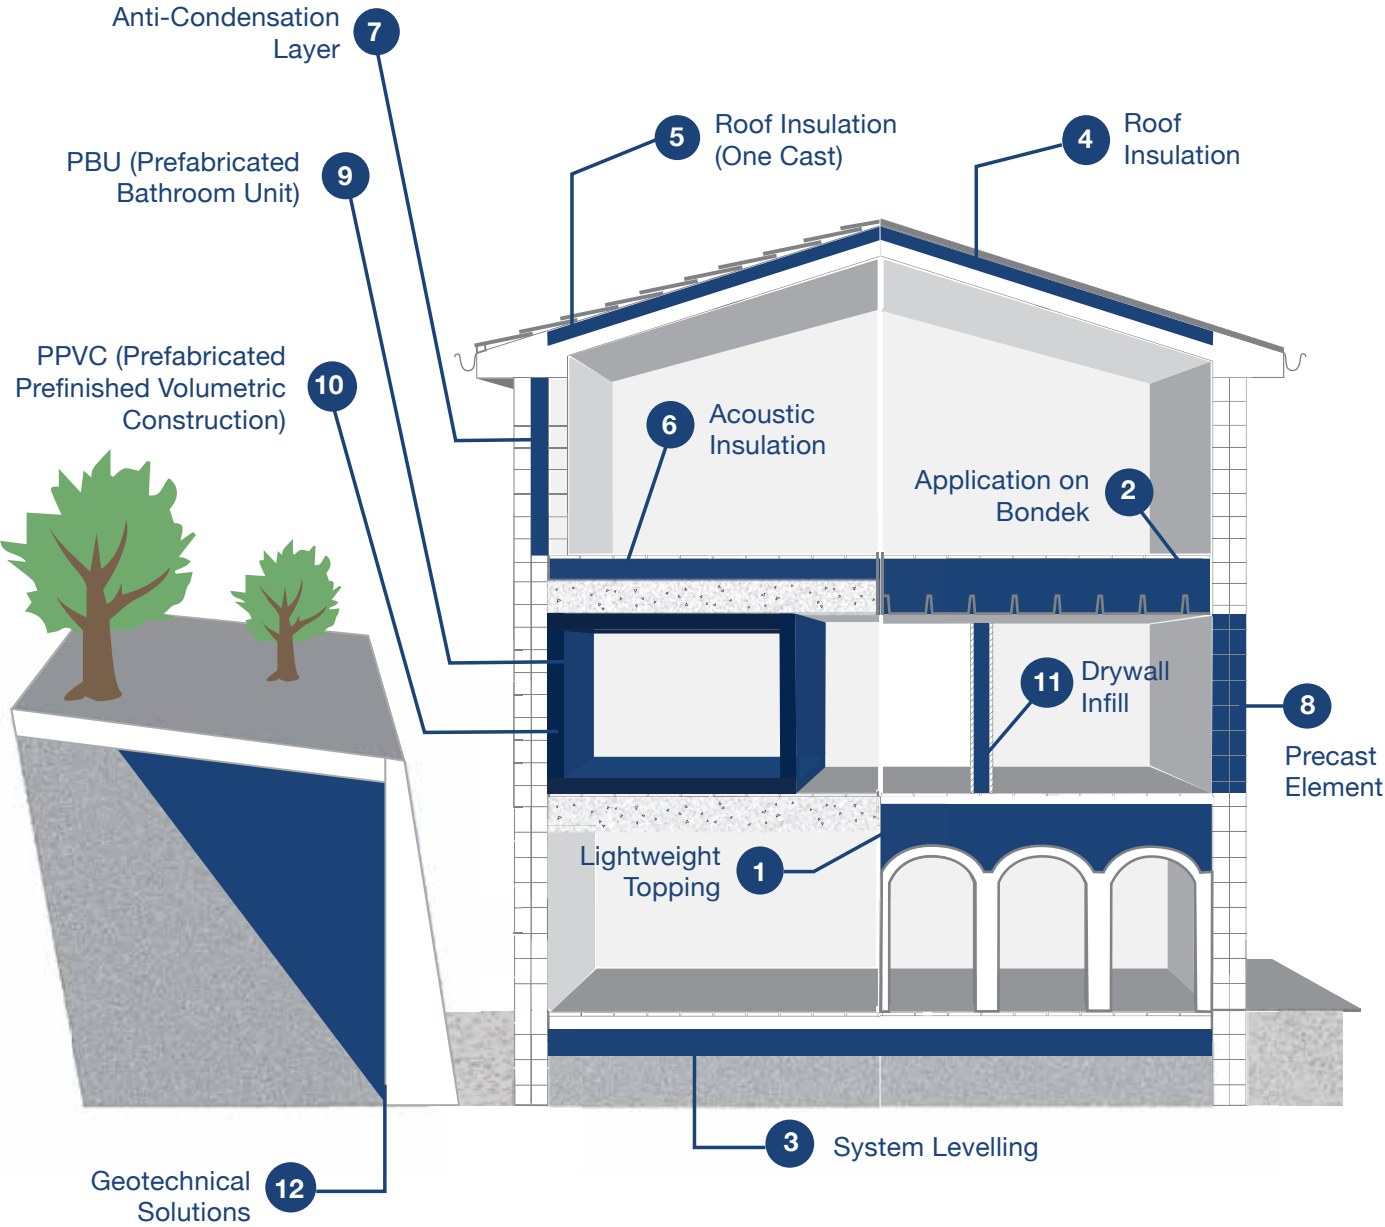 Anti-Condensation
Layer
7
5
Roof Insulation
(One Cast)
4
Roof
Insulation
PBU (Prefabricated
Bathroom Unit)
9
PPVC (Prefabricated
Prefinished Volumetric
Construction)
10
6
Acoustic
Insulation
Application on
Bondek
2
11
Drywall
Infill
8
Precast
Element
Lightweight
Topping
1
3
System Levelling
Geotechnical
Solutions
12